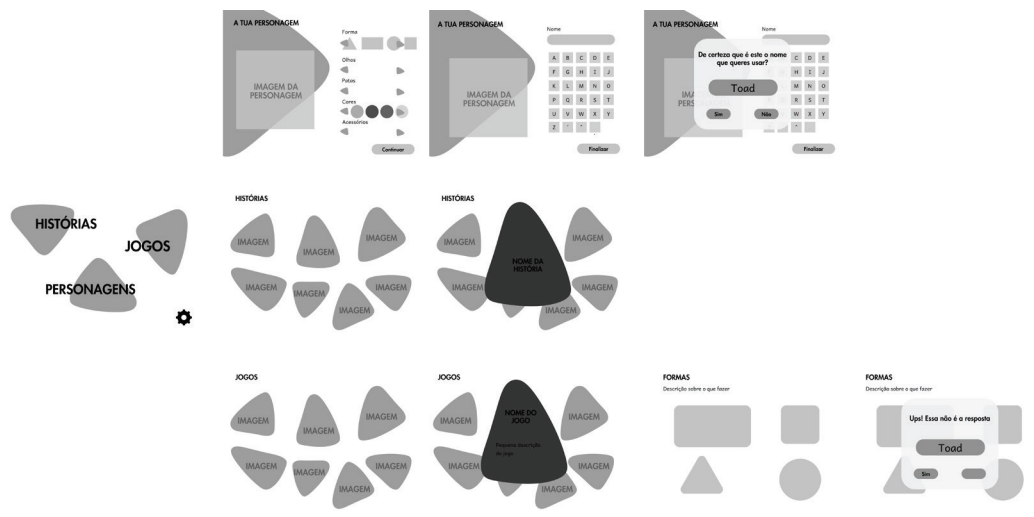 A TUA PERSONAGEM
IMAGEM DA
PERSONAGEM
Forma
Olhos
Patas
Cores
Acessórios
Continuar
A TUA PERSONAGEM
IMAGEM DA
PERSONAGEM
Nome
A B C D E
F G H I J
K L M N O
P Q R S T
U V W X Y
Z
Finalizar
A TUA PERSONAGEM
Nome
De certeza que é este o nome
que queres usar?
Toad
Sim
Não
C D E
H I J
M N O
R S T
W X Y
Finalizar
HISTÓRIAS
JOGOS
PERSONAGENS
HISTÓRIAS
IMAGEM
IMAGEM
IMAGEM
IMAGEM
IMAGEM
IMAGEM
IMAGEM
HISTÓRIAS
IMAGEM
IMAGEM
NOME DA
HISTÓRIA
IMAGEM
IMAGEM
IMAGEM
JOGOS
IMAGEM
IMAGEM
IMAGEM
IMAGEM
IMAGEM
IMAGEM
IMAGEM
JOGOS
IMAGEM
NOME DO
JOGO
IMAGEM
Pequena descrição
do jogo
IMAGEM
IMAGEM
IMAGEM
FORMAS
Descrição sobre o que fazer
FORMAS
Descrição sobre o que fazer
Ups! Essa não é a resposta
Toad
Sim